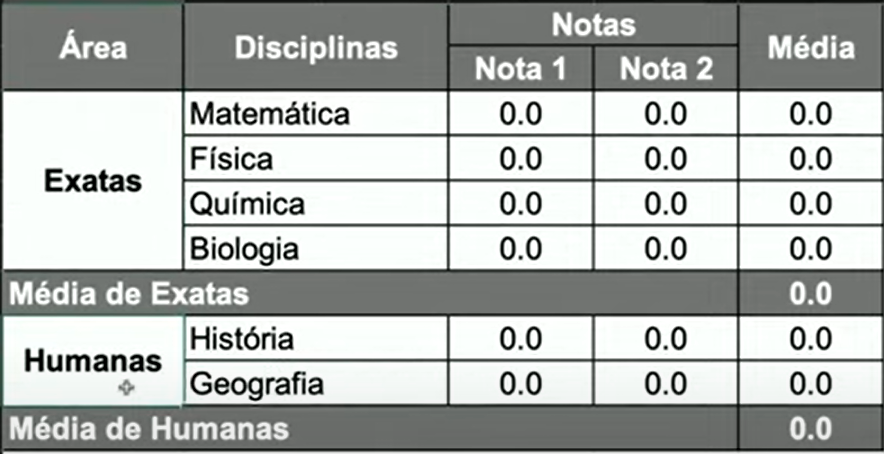 Área Disciplinas Notas Média
Nota 1 Nota 2
Exatas
Matemática 0.0 0.0 0.0
Física 0.0 0.0 0.0
Química 0.0 0.0 0.0
Biologia 0.0 0.0 0.0
Média de Exatas 0.0
Humanas
História 0.0 0.0 0.0
Geografia 0.0 0.0 0.0
Média de Humanas 0.0